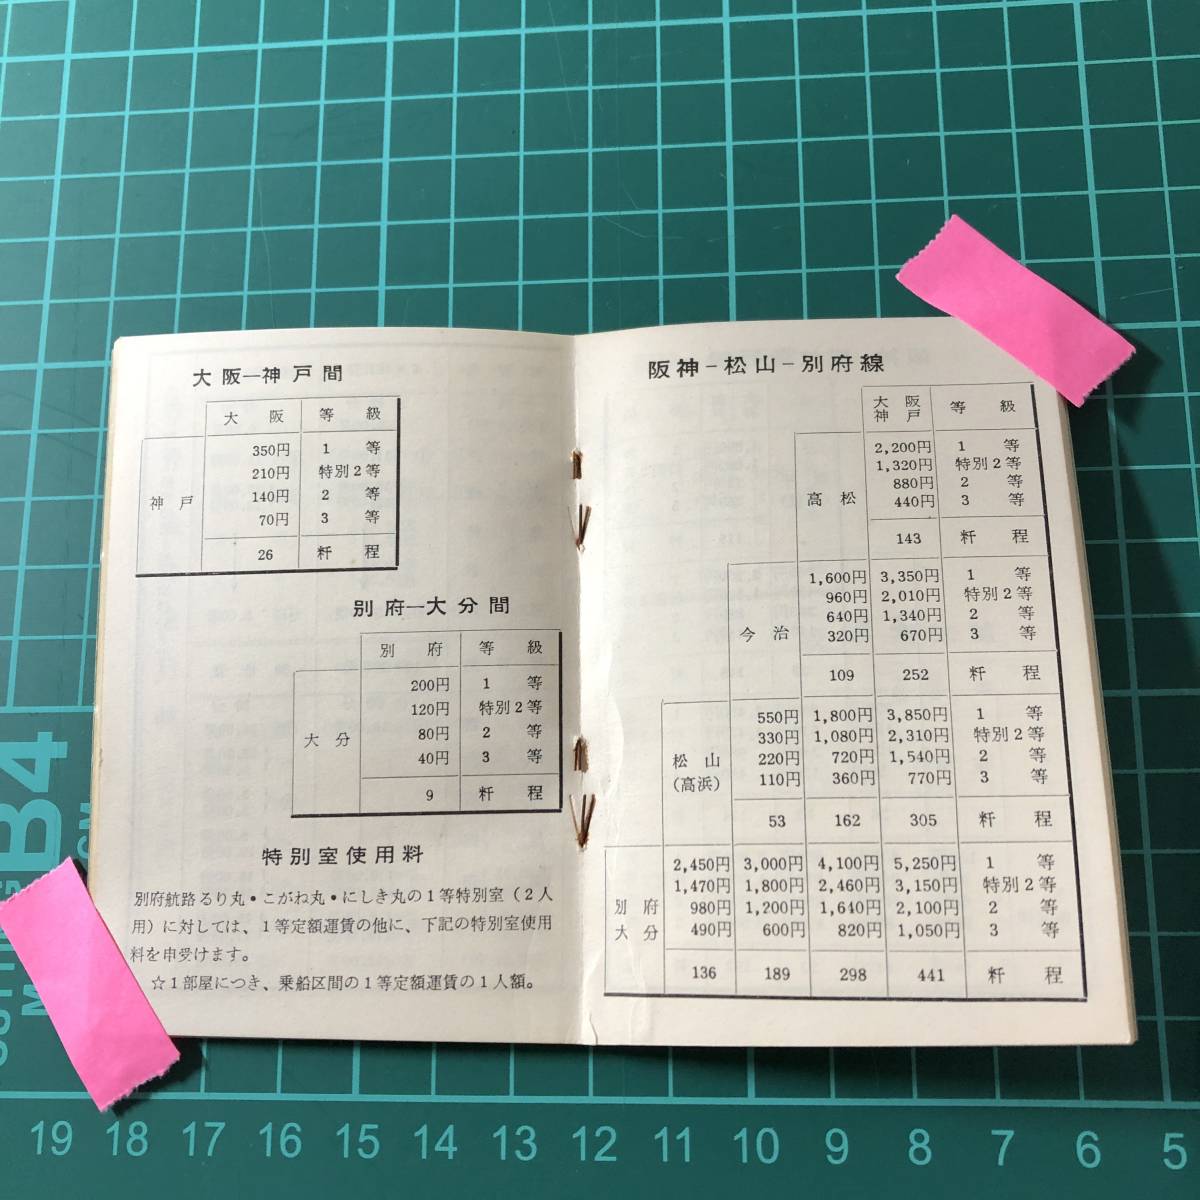 大阪―神戸間
大阪 等級
神戸
350円 1等
210円 特別2等
140円 2等
70円 3等
26 粁程
別府―大分間
別府 等級
大分
200円 1等
120円 特別2等
80円 2等
40円 3等
9 粁程
特別室使用料
別府航路るり丸・こがね丸・にしき丸の1等特別室(2人
用)に対しては、1等定額運賃の他に、下記の特別室使用
料を申受けます。
☆1部屋につき、乗船区間の1等定額運賃の1人額。
阪神－松山－別府線
大阪 等級
神戸
高松
2,200円 1等
1,320円 特別2等
880円 2等
440円 3等
143 粁程
今治
1,600円 3,350円 1等
960円 2,010円 特別2等
640円 1,340円 2等
320円 670円 3等
109 252 粁程
松山
(高浜)
550円 1,800円 3,850円 1等
330円 1,080円 2,310円 特別2等
220円 720円 1,540円 2等
110円 360円 770円 3等
53 162 305 粁程
別府
大分
2,450円 3,000円 4,100円 5,250円 1等
1,470円 1,800円 2,460円 3,150円 特別2等
980円 1,200円 1,640円 2,100円 2等
490円 600円 820円 1,050円 3等
136 189 298 441 粁程
B4
19 18 17 16 15 14 13 12 11 10 9 8 7 6 5